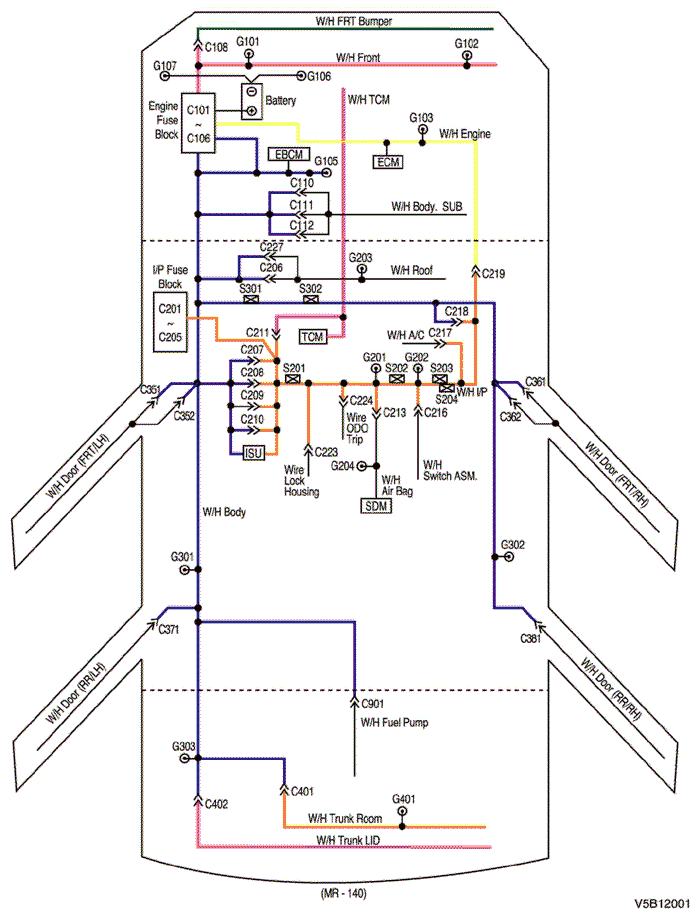 W/H FRT Bumper
C108
G101
G102
W/H Front
G107
G106
Battery
W/H TCM
Engine
Fuse
Block
C101
~
C106
G103
W/H Engine
EBCM
G105
ECM
C110
C111
C112
W/H Body. SUB
C227
C206
G203
W/H Roof
C219
I/P Fuse
Block
S301
S302
C201
~
C205
C211
TCM
C218
C217
W/H A/C
C207
C208
C209
C210
ISU
S201
G201
S202
G202
S203
S204
W/H I/P
C351
C352
C361
C362
C224
Wire
ODO
Trip
C213
C216
C223
Wire
Lock
Housing
G204
W/H
Air Bag
W/H
Switch ASM.
SDM
W/H Door (FRT/LH)
W/H Door (FRT/RH)
W/H Body
G301
G302
C371
C381
W/H Door (RR/LH)
W/H Door (RR/RH)
C901
W/H Fuel Pump
G303
C402
C401
G401
W/H Trunk Room
W/H Trunk LID
(MR - 140)
V5B12001